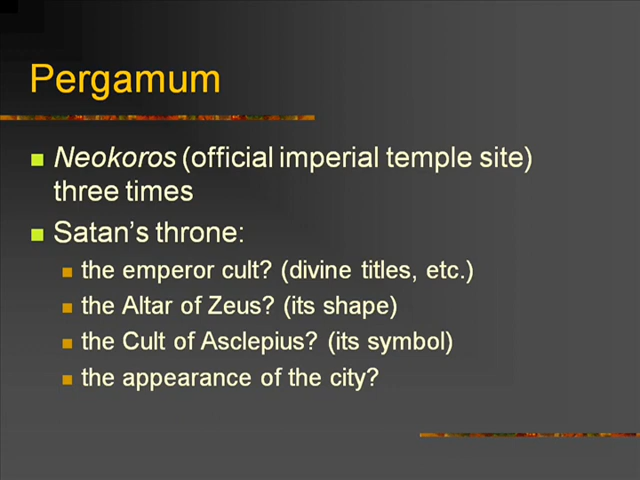 Pergamum
Neokoros (official imperial temple site)
three times
Satan's throne:
the emperor cult? (divine titles, etc.)
the Altar of Zeus? (its shape)
the Cult of Asclepius? (its symbol)
the appearance of the city?